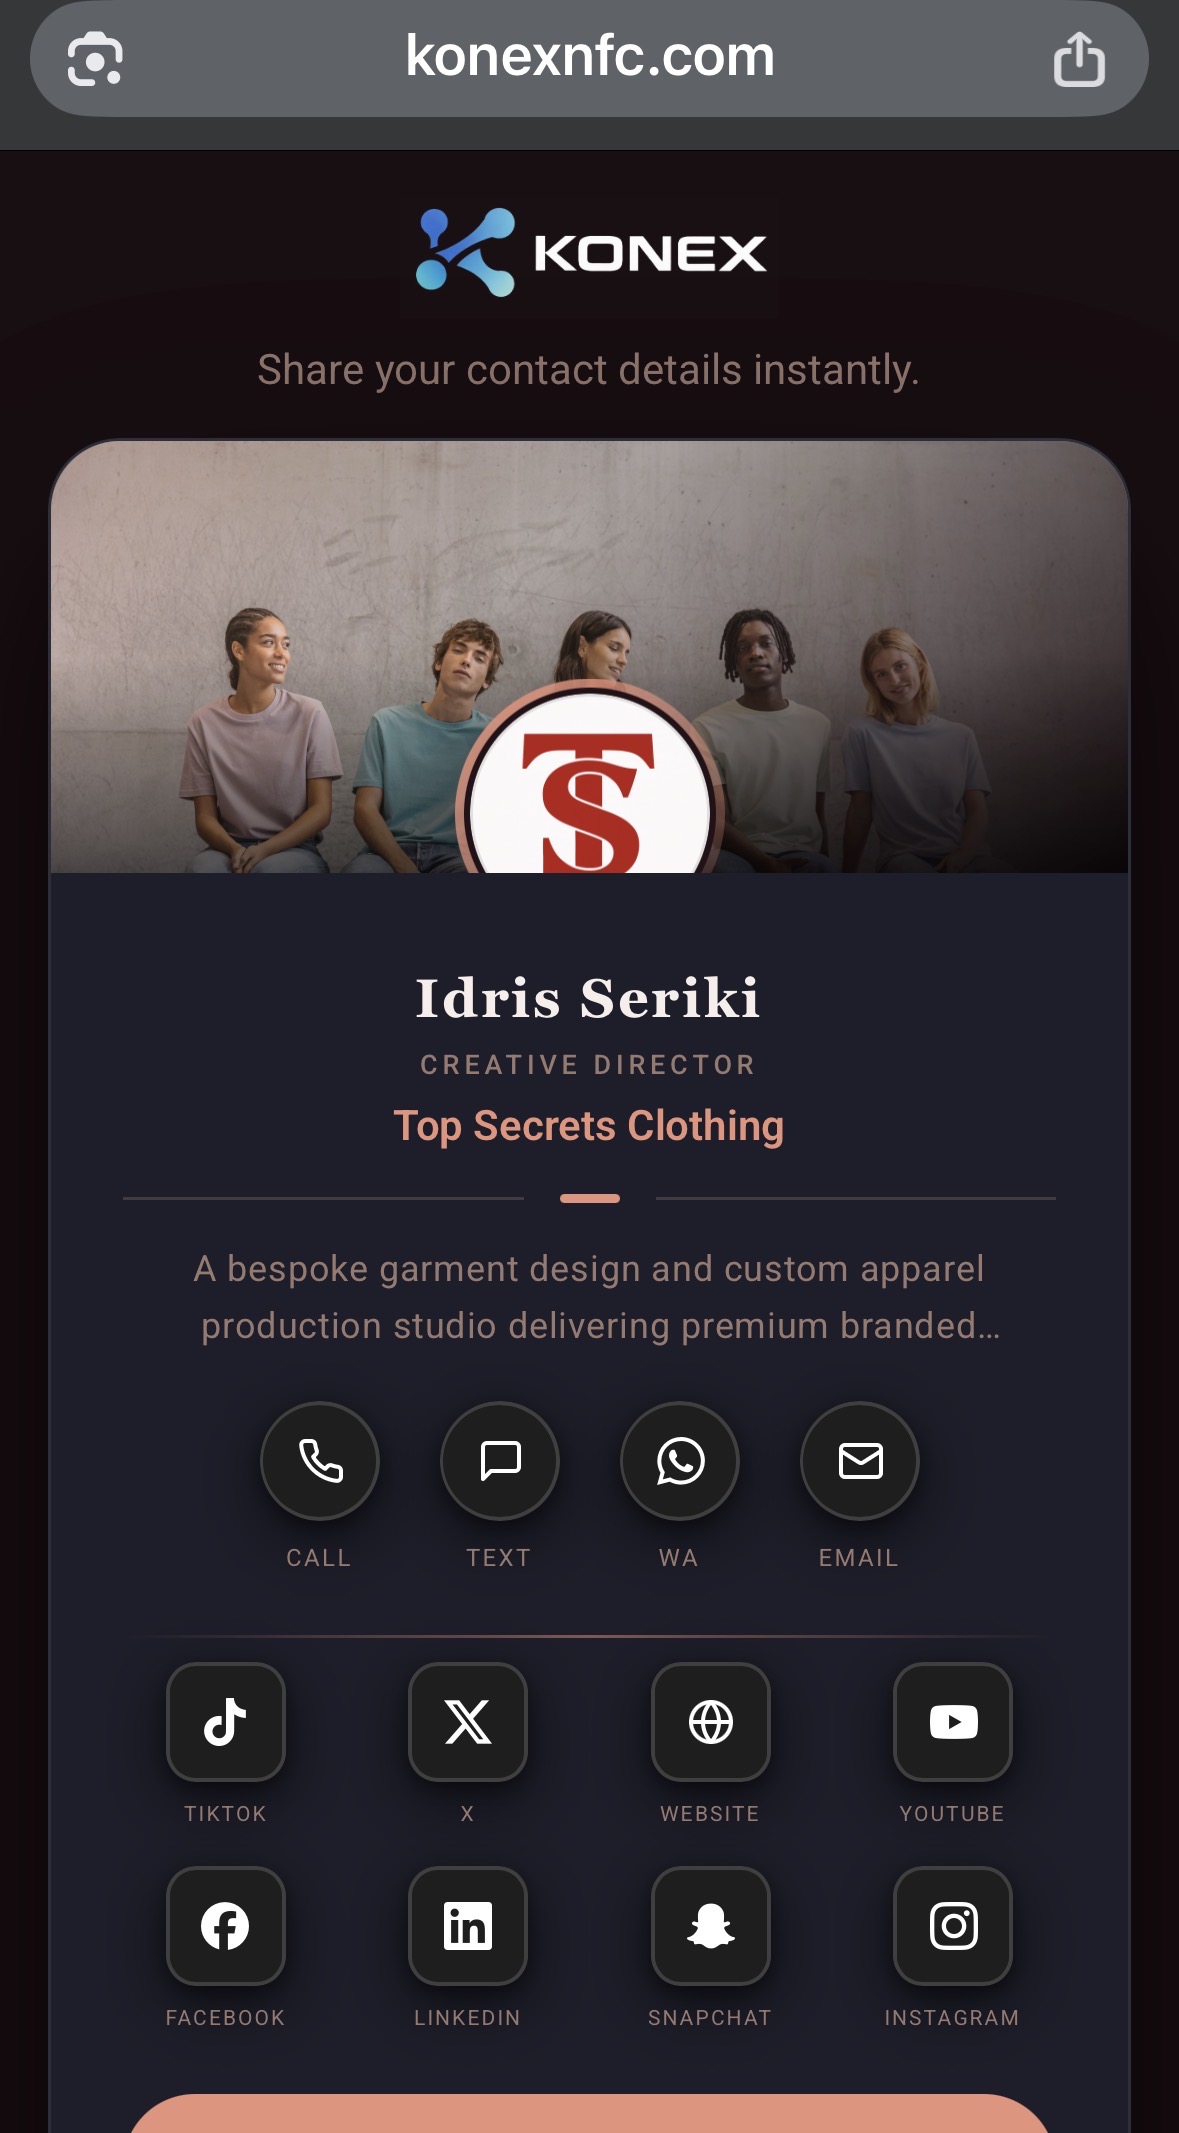 konexnfc.com
KONEX
Share your contact details instantly.
TS
Idris Seriki
CREATIVE DIRECTOR
Top Secrets Clothing
A bespoke garment design and custom apparel
production studio delivering premium branded...
CALL TEXT WA EMAIL
TIKTOK X WEBSITE YOUTUBE
FACEBOOK LINKEDIN SNAPCHAT INSTAGRAM